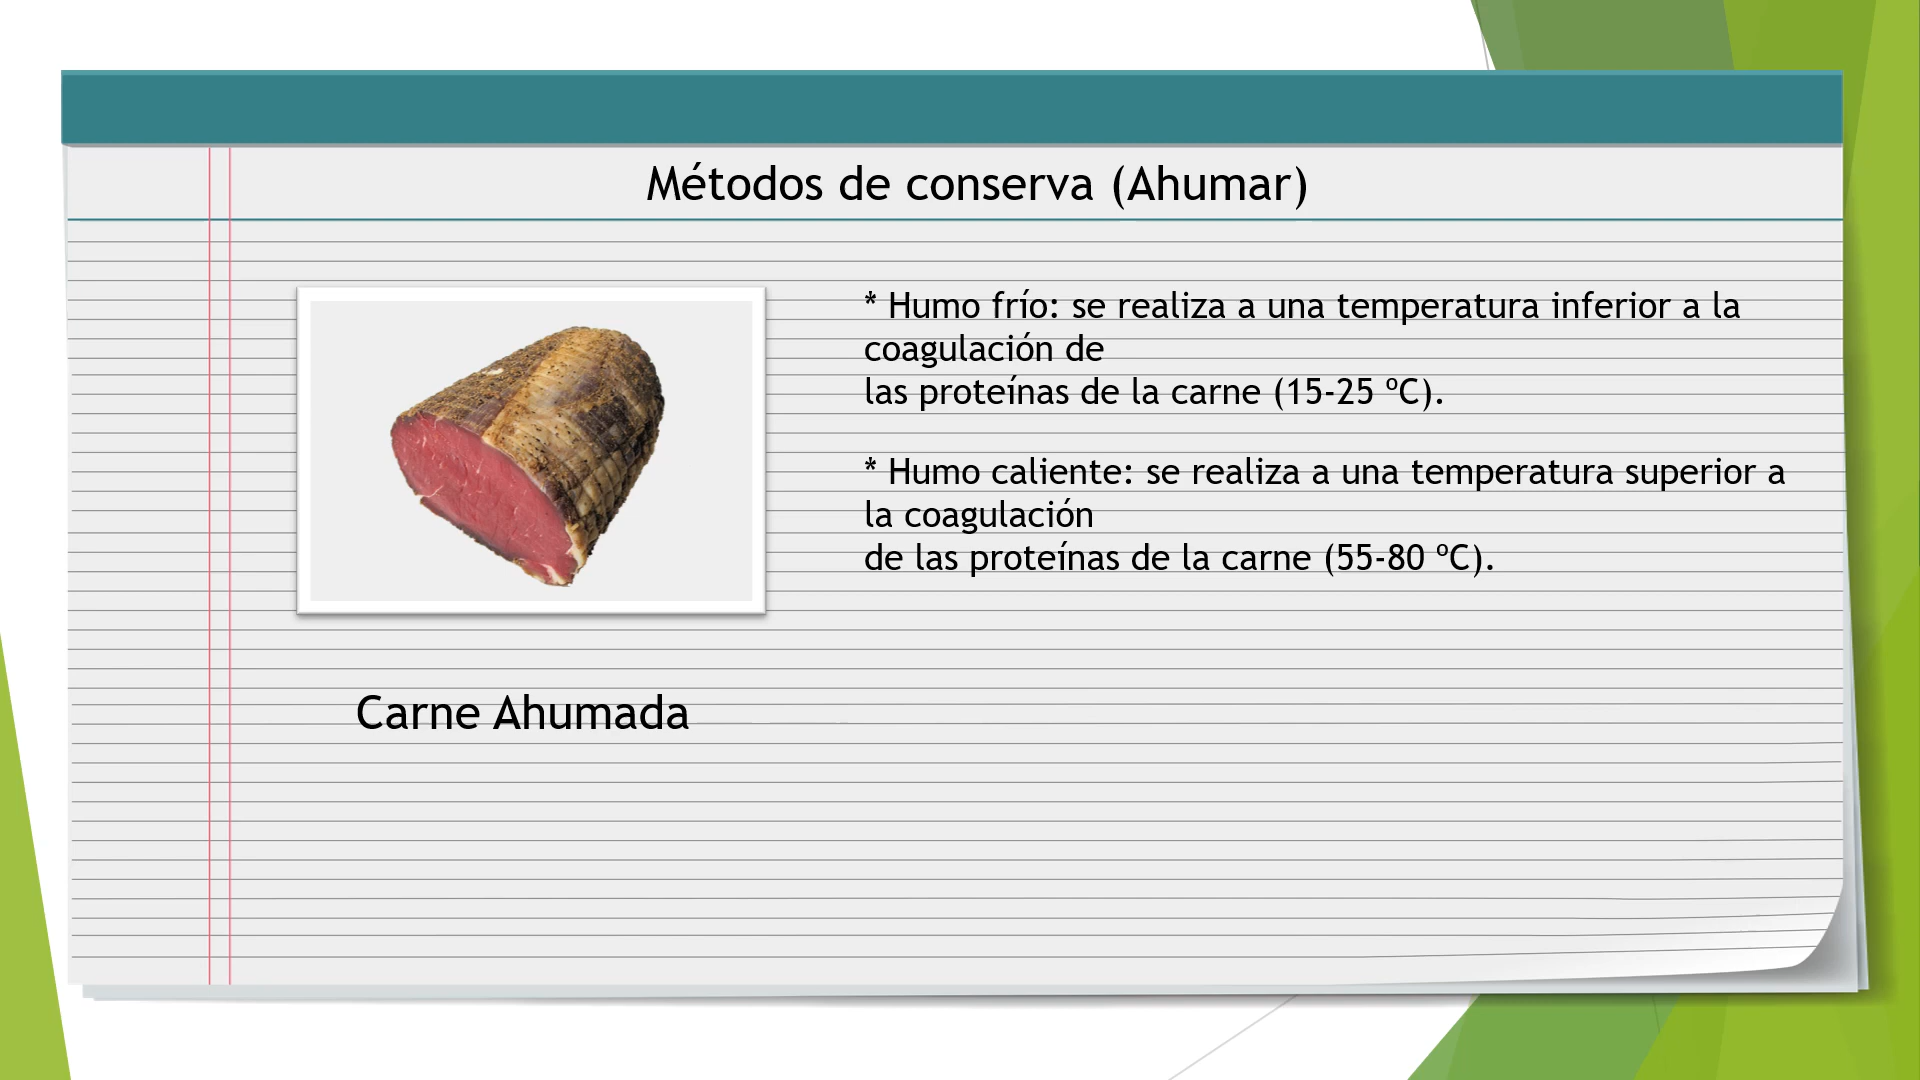 Métodos de conserva (Ahumar)
* Humo frío: se realiza a una temperatura inferior a la
coagulación de
las proteínas de la carne (15-25 ºC).
* Humo caliente: se realiza a una temperatura superior a
la coagulación
de las proteínas de la carne (55-80 ºC).
Carne Ahumada